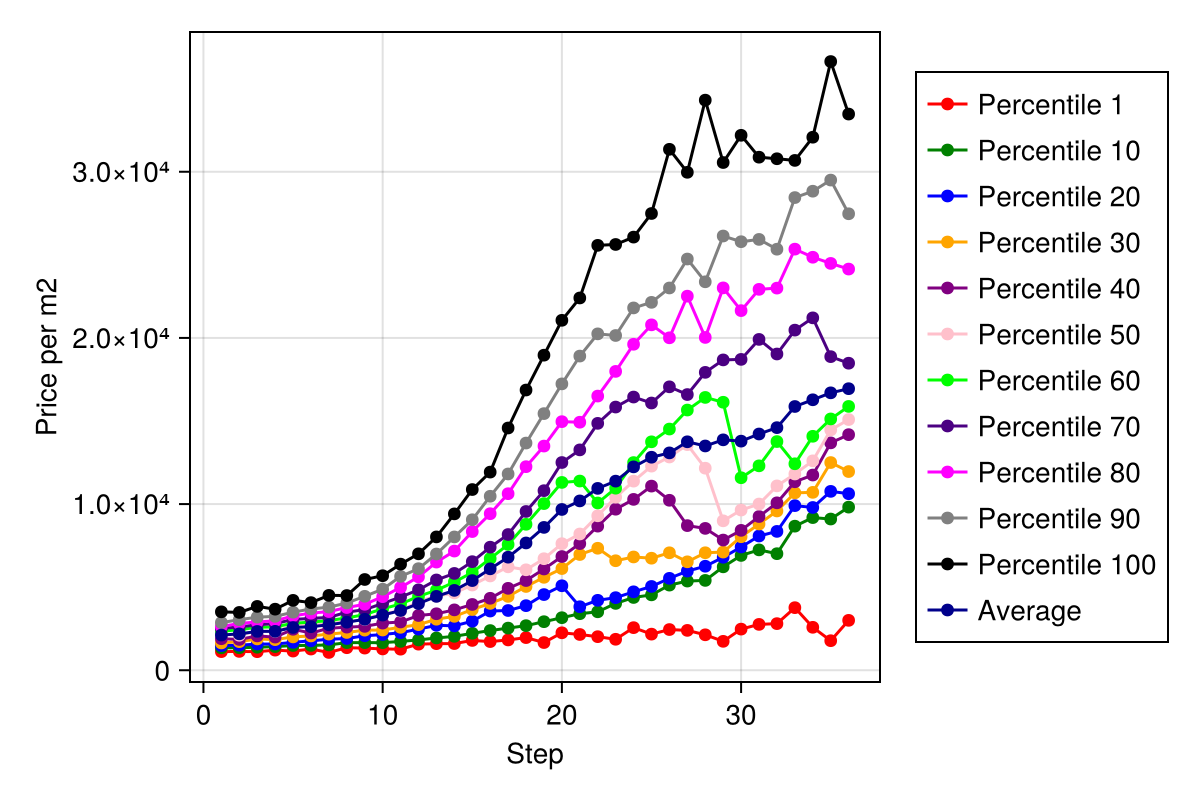 3.0×10⁴
2.0×10⁴
1.0×10⁴
0
Price per m2
0 10 20 30
Step
Percentile 1
Percentile 10
Percentile 20
Percentile 30
Percentile 40
Percentile 50
Percentile 60
Percentile 70
Percentile 80
Percentile 90
Percentile 100
Average